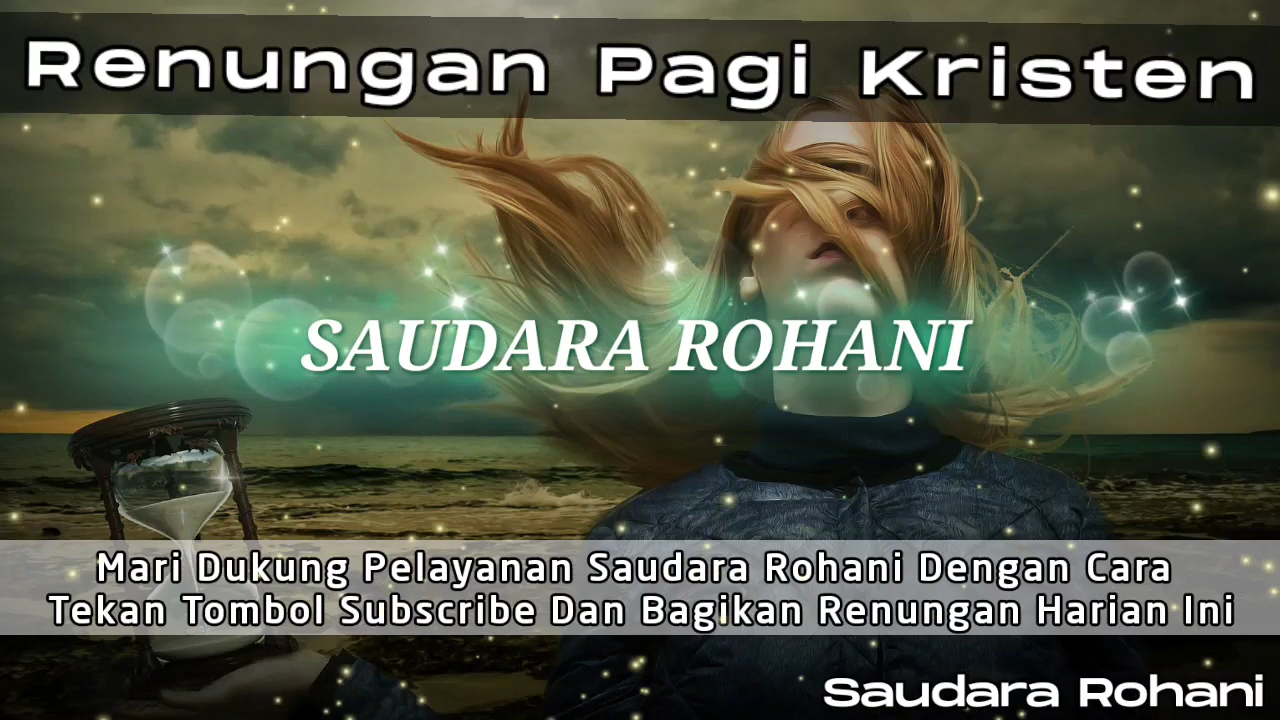 Renungan Pagi Kristen
SAUDARA ROHANI
Mari Dukung Pelayanan Saudara Rohani Dengan Cara
Tekan Tombol Subscribe Dan Bagikan Renungan Harian Ini
Saudara Rohani